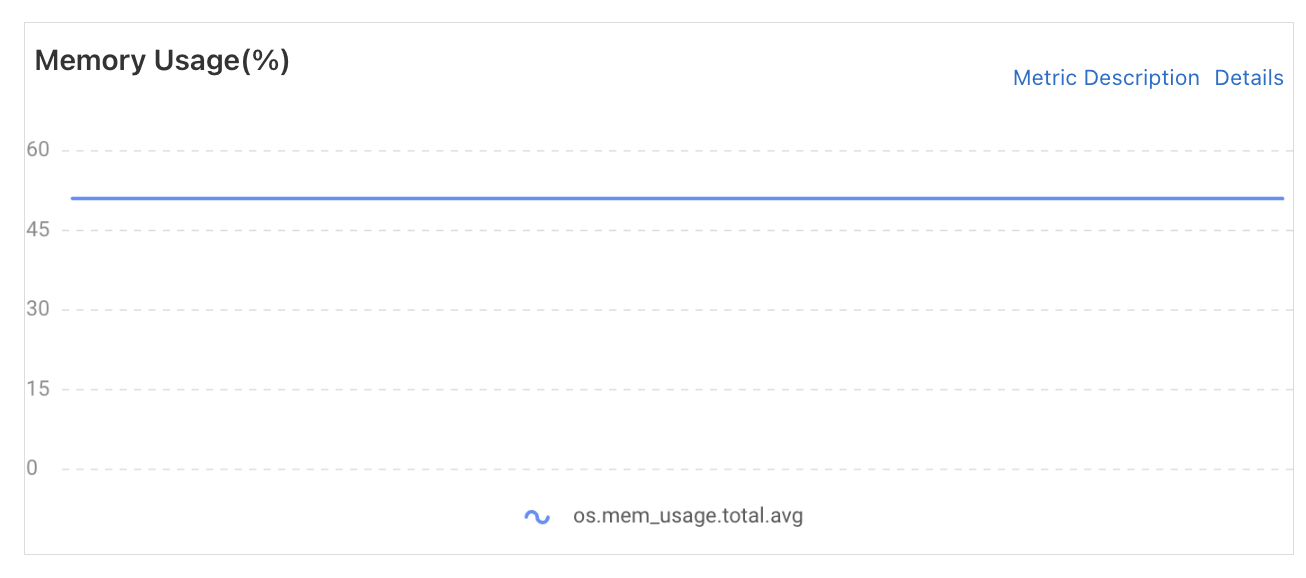 Memory Usage(%)
Metric Description Details
60
45
30
15
0
os.mem_usage.total.avg